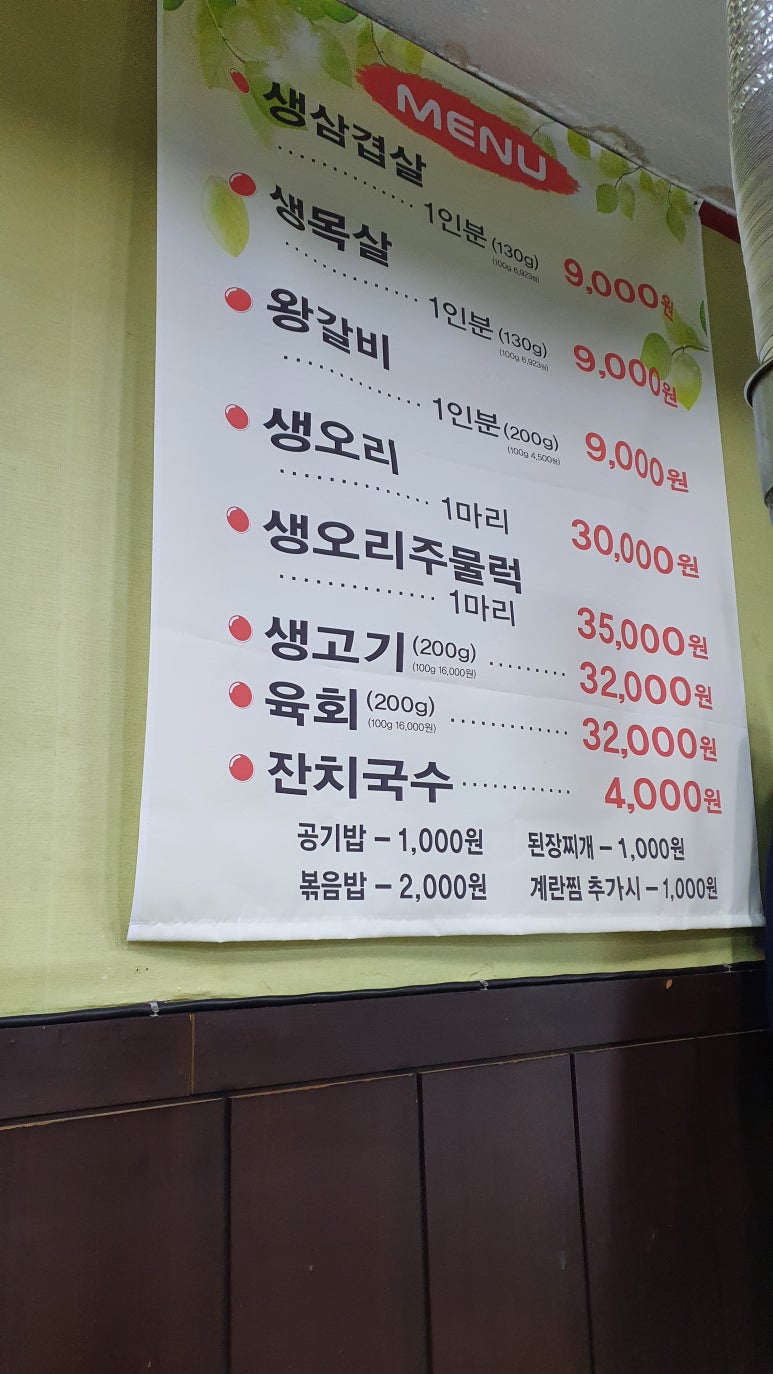 MENU
생삼겹살
1인분 (130g) 9,000원
(100g 6,923원)
생목살
1인분 (130g) 9,000원
(100g 6,923원)
왕갈비
1인분 (200g) 9,000원
(100g 4,500원)
생오리
1마리 30,000원
생오리주물럭
1마리 35,000원
생고기 (200g) 32,000원
(100g 16,000원)
육회 (200g) 32,000원
(100g 16,000원)
잔치국수 4,000원
공기밥 – 1,000원 된장찌개 – 1,000원
볶음밥 – 2,000원 계란찜 추가시 – 1,000원